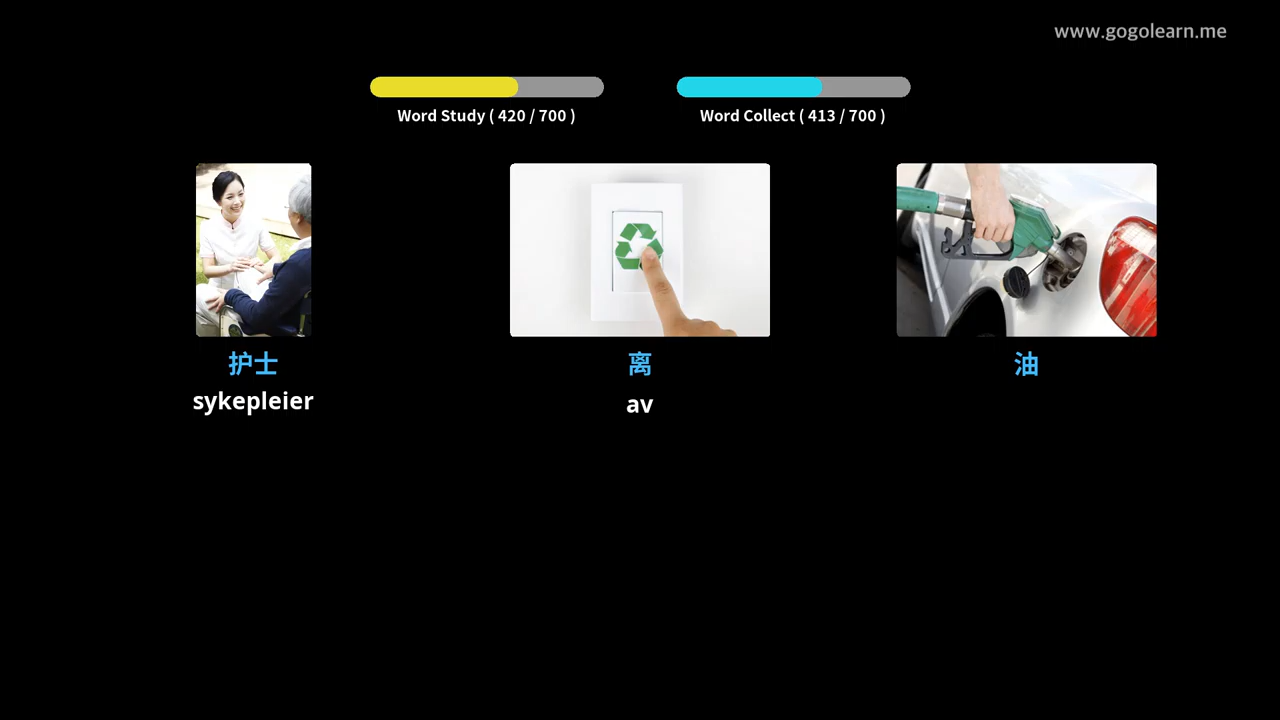 www.gogolearn.me
Word Study ( 420 / 700 )
Word Collect ( 413 / 700 )
护士
离
油
sykepleier
av